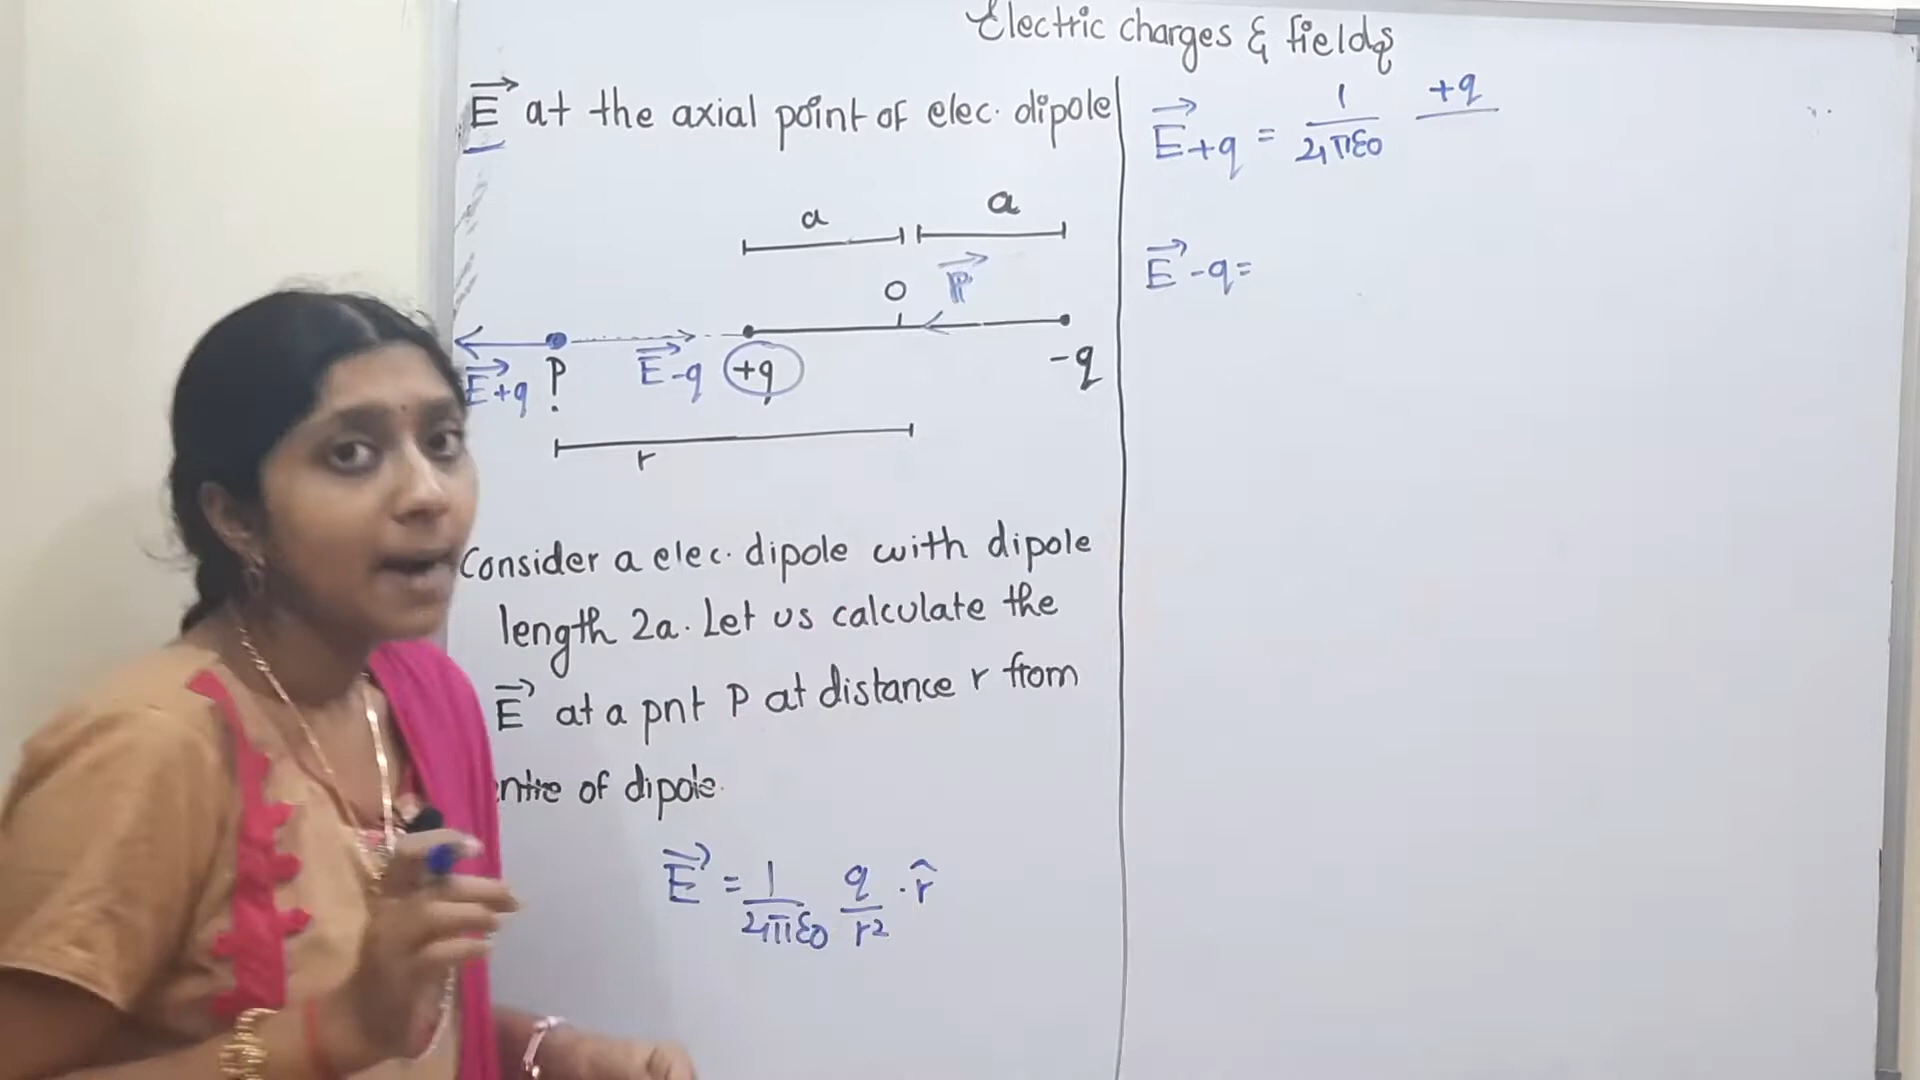 Electric charges & fields
E⃗ at the axial point of elec. dipole
a a
O P⃗
E⃗+q P E⃗-q +q -q
r
Consider a elec. dipole with dipole
length 2a. Let us calculate the
E⃗ at a pnt P at distance r from
ntre of dipole.
E⃗ = 1/4πε0 q/r² . r̂
E⃗+q = 1/4πε0 +q
E⃗-q =